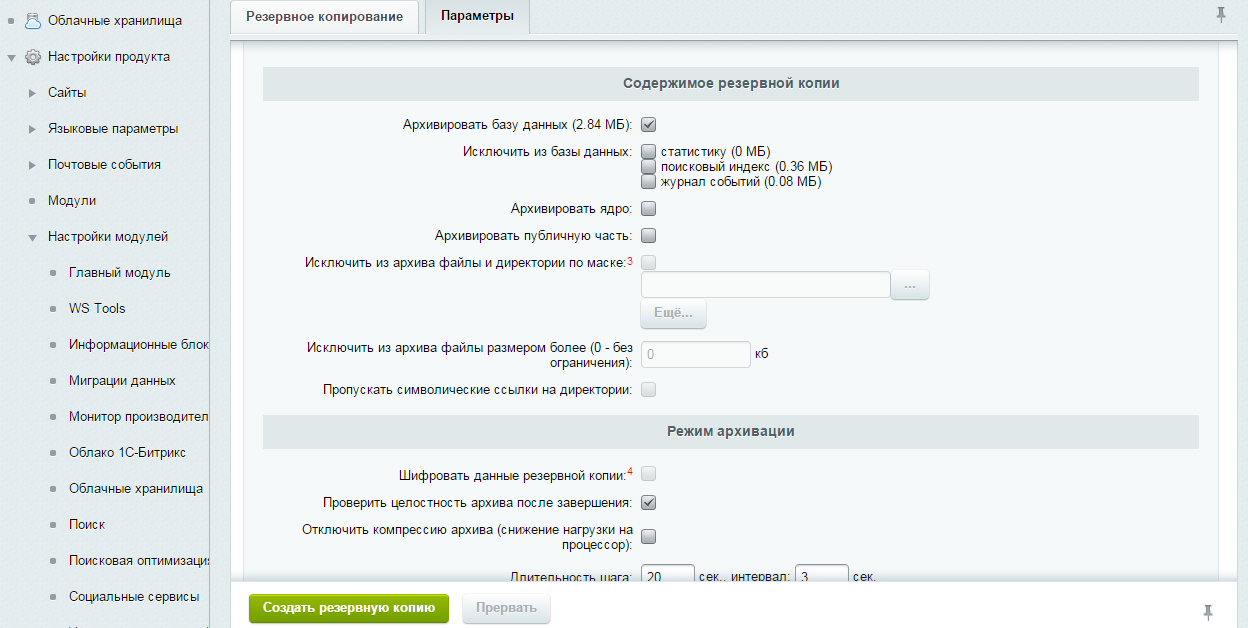 Облачные хранилища
Настройки продукта
Сайты
Языковые параметры
Почтовые события
Модули
Настройки модулей
Главный модуль
WS Tools
Информационные блок
Миграции данных
Монитор производител
Облако 1С-Битрикс
Облачные хранилища
Поиск
Поисковая оптимизация
Социальные сервисы
Резервное копирование
Параметры
Содержимое резервной копии
Архивировать базу данных (2.84 МБ):
Исключить из базы данных: статистику (0 МБ)
поисковый индекс (0.36 МБ)
журнал событий (0.08 МБ)
Архивировать ядро:
Архивировать публичную часть:
Исключить из архива файлы и директории по маске:3
...
Ещё...
Исключить из архива файлы размером более (0 - без
ограничения): 0 кб
Пропускать символические ссылки на директории:
Режим архивации
Шифровать данные резервной копии:4
Проверить целостность архива после завершения:
Отключить компрессию архива (снижение нагрузки на
процессор):
Длительность шага: 20 сек., интервал: 3 сек.
Создать резервную копию
Прервать